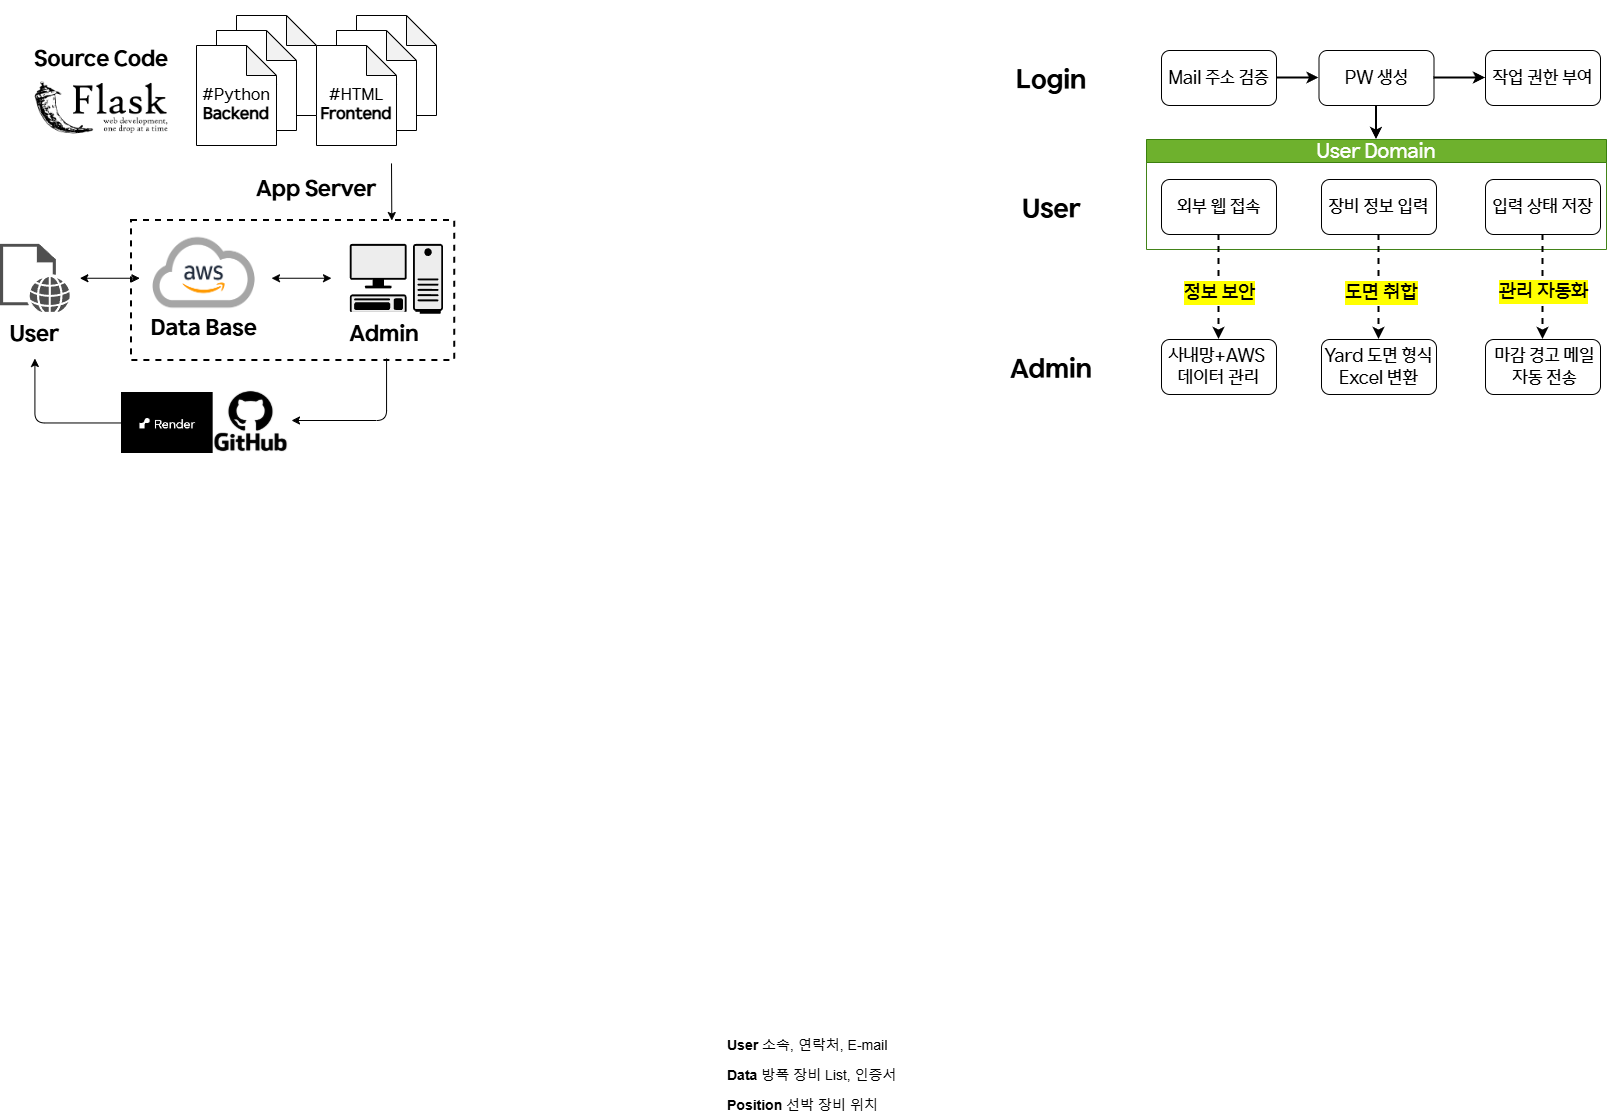 Source Code
Flask
web development,
one drop at a time
#Python
Backend
#HTML
Frontend
App Server
aws
User
Data Base
Admin
Render
GitHub
Login
Mail 주소 검증
PW 생성
작업 권한 부여
User Domain
User
외부 웹 접속
장비 정보 입력
입력 상태 저장
정보 보안
도면 취합
관리 자동화
Admin
사내망+AWS
데이터 관리
Yard 도면 형식
Excel 변환
마감 경고 메일
자동 전송
User 소속, 연락처, E-mail
Data 방폭 장비 List, 인증서
Position 선박 장비 위치